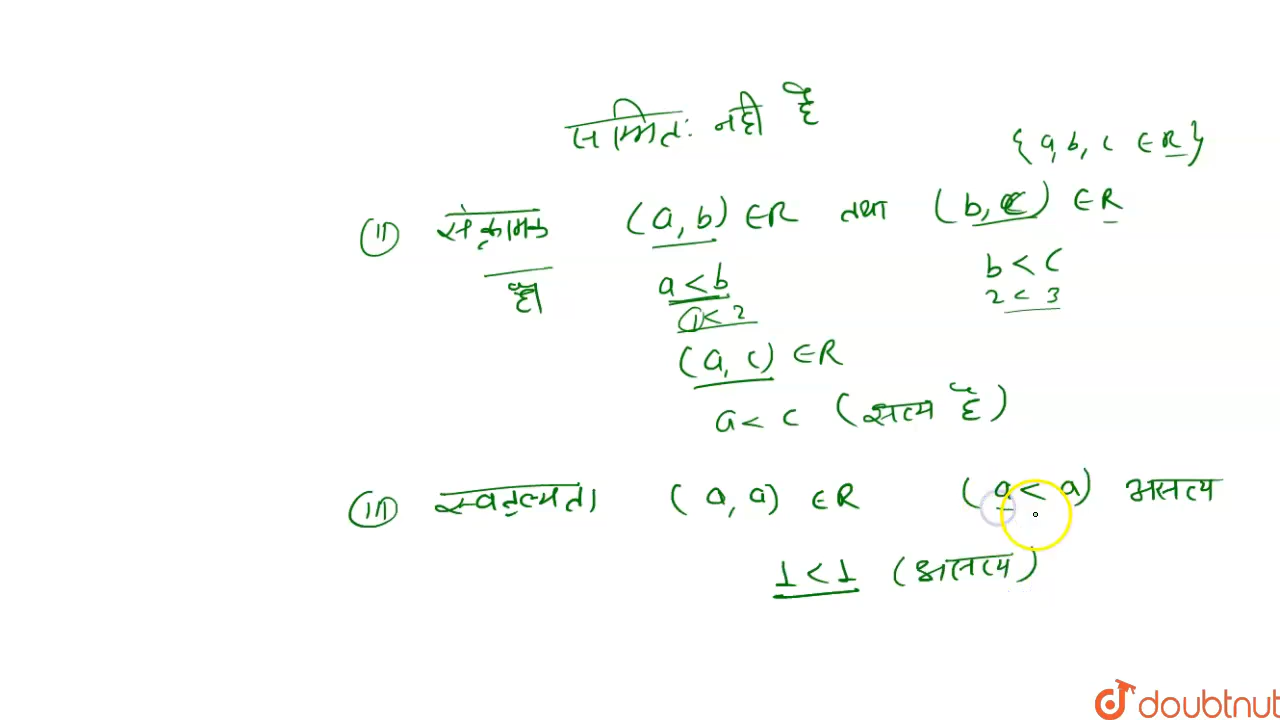 सममितः नहीं है
{a, b, c ∈ R}
(II) संक्रामक (a, b) ∈ R तथा (b, c) ∈ R
है।
a < b b < c
1 < 2 2 < 3
(a, c) ∈ R
a < c (सत्य है)
(III) स्वतुल्यता (a, a) ∈ R (a < a) असत्य
1 < 1 (असत्य)
doubtnut